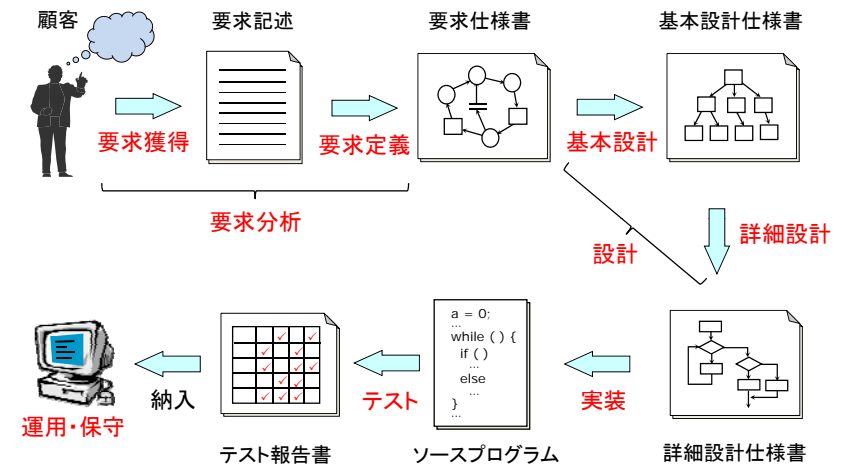 顧客
要求記述
要求仕様書
基本設計仕様書
要求獲得
要求定義
基本設計
要求分析
設計
詳細設計
a = 0;
…
while ( ) {
if ( )
…
else
…
}
…
運用・保守
納入
テスト
実装
テスト報告書
ソースプログラム
詳細設計仕様書